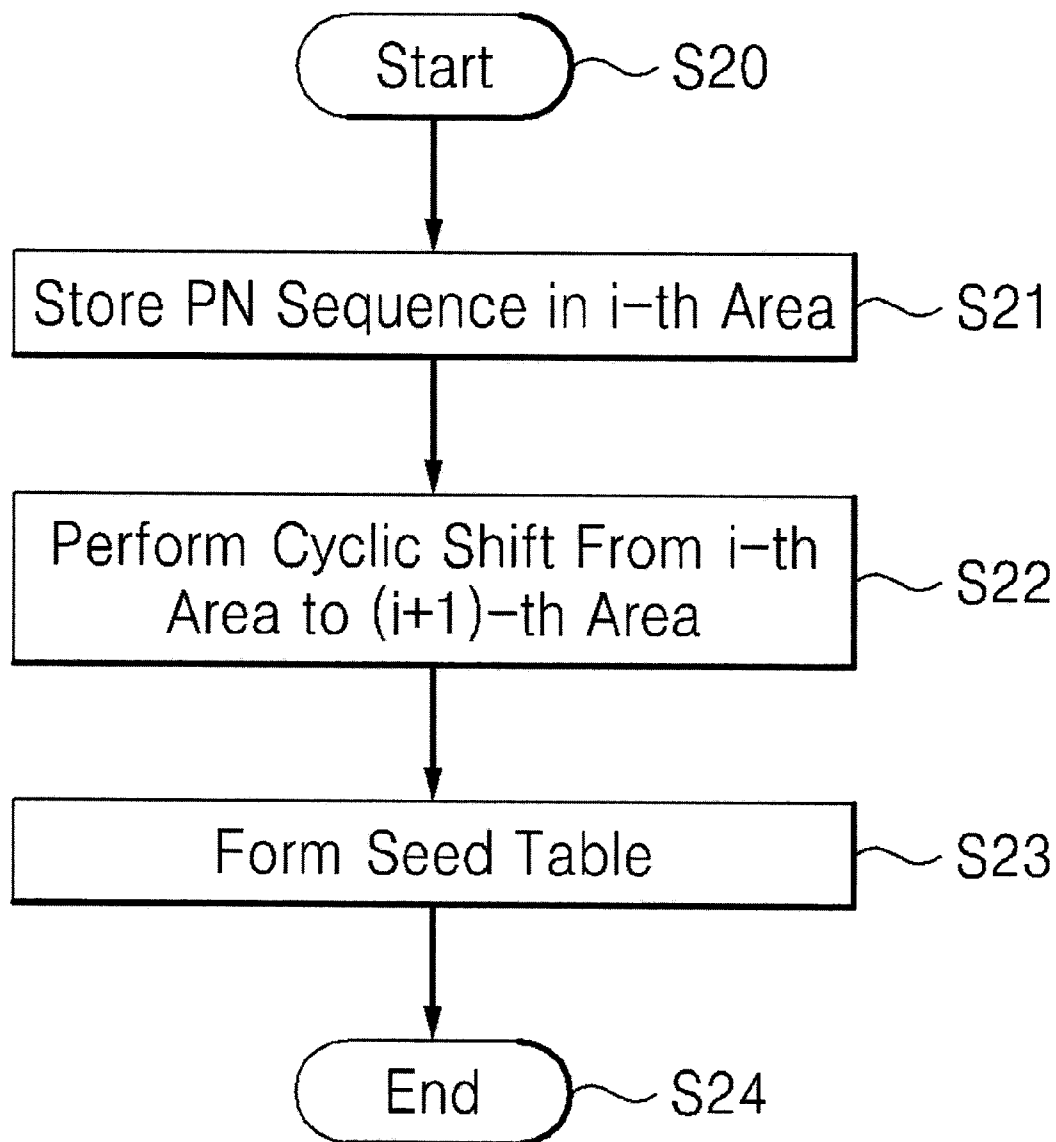 Start
S20
Store PN Sequence in i-th Area
S21
Perform Cyclic Shift From i-th
Area to (i+1)-th Area
S22
Form Seed Table
S23
End
S24